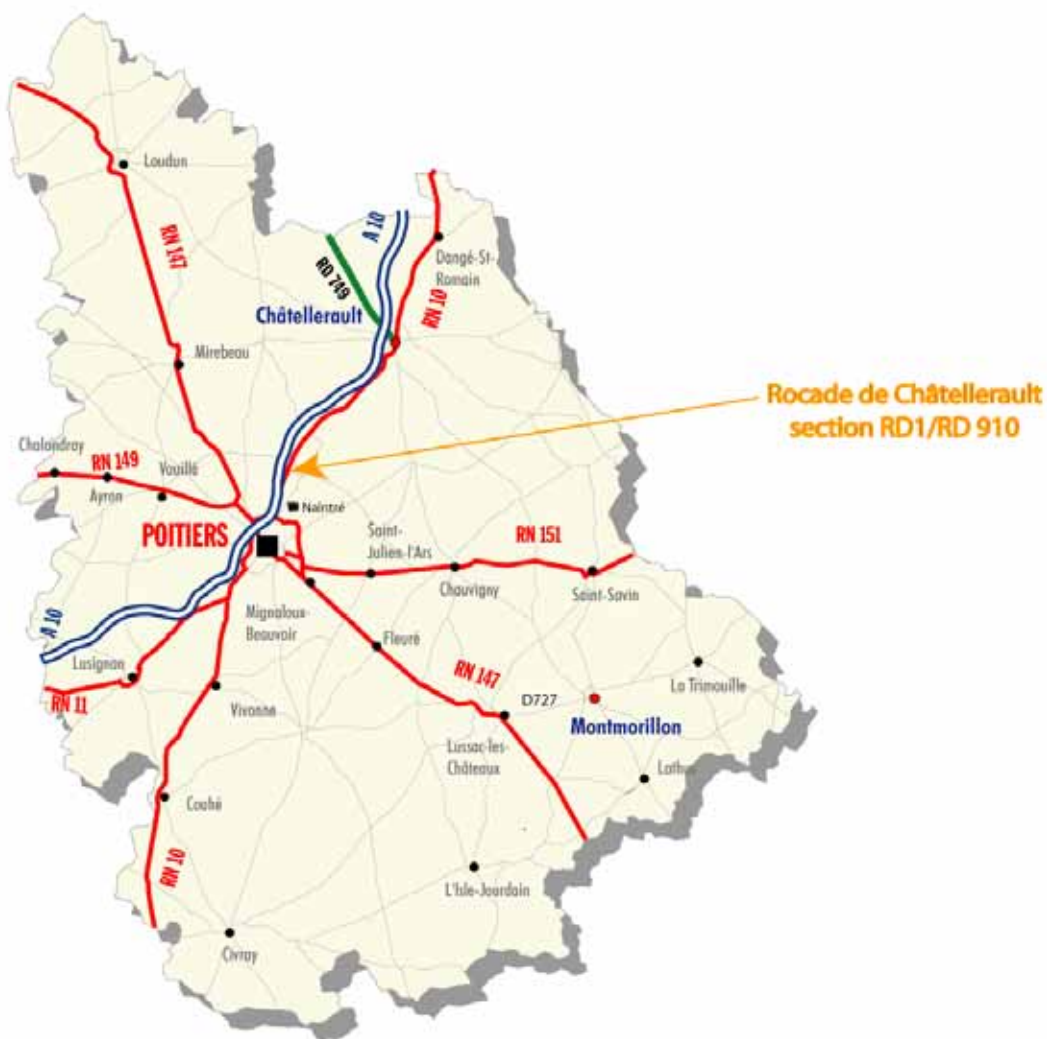 Loudun
RN 147
A 10
RD 749
Dangé-St-
Romain
Châtellerault
RN 10
Mirebeau
Rocade de Châtellerault
section RD1/RD 910
Chalandray
RN 149
Vouillé
Ayron
Naintré
POITIERS
Saint-
Julien-l'Ars
RN 151
Chauvigny
Saint-Savin
A 10
Mignaloux-
Beauvoir
Fleuré
Lusignan
RN 147
La Trimouille
RN 11
Vivonne
D727
Montmorillon
Lussac-les-
Châteaux
Lathus
Couhé
RN 10
L'Isle-Jourdain
Civray